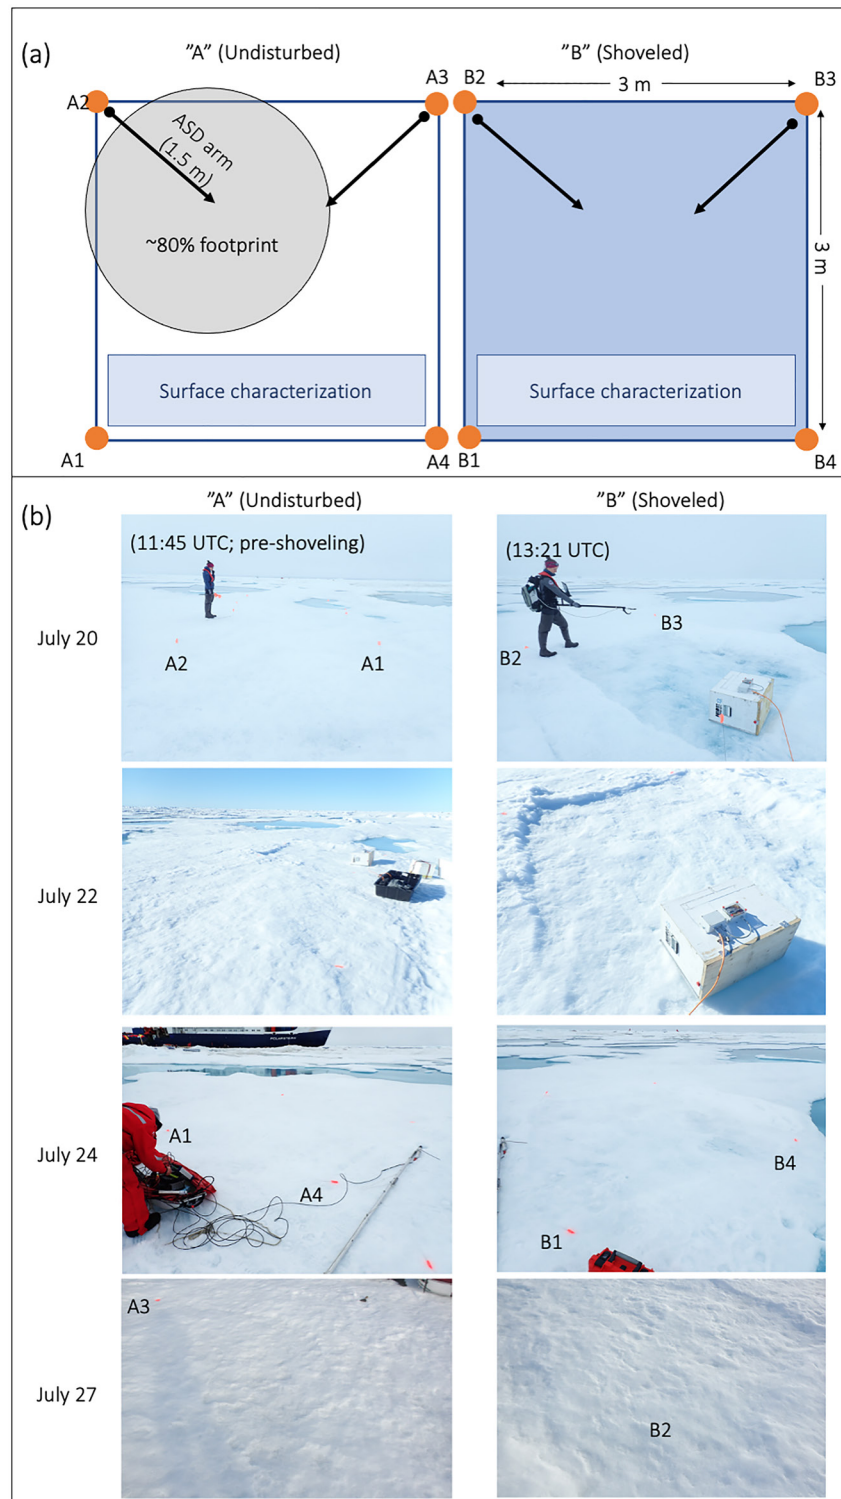 (a)
”A” (Undisturbed)
”B” (Shoveled)
A2
A3
B2
3 m
B3
ASD arm
(1.5 m)
~80% footprint
3 m
Surface characterization
Surface characterization
A1
A4
B1
B4
(b)
”A” (Undisturbed)
”B” (Shoveled)
July 20
(11:45 UTC; pre-shoveling)
A2
A1
(13:21 UTC)
B2
B3
July 22
July 24
POLARSTERN
A1
A4
B1
B4
July 27
A3
B2